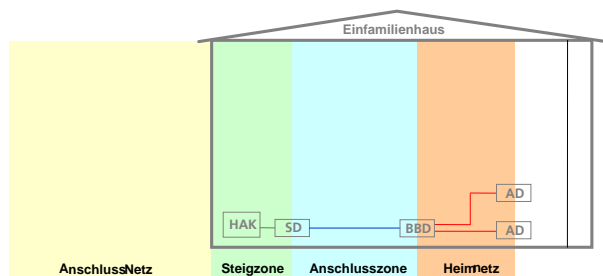 Einfamilienhaus
AD
HAK SD BBD AD
AnschlussNetz Steigzone Anschlusszone Heimnetz